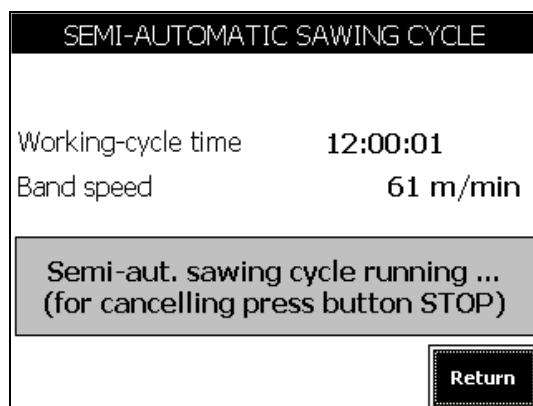 SEMI-AUTOMATIC SAWING CYCLE
Working-cycle time 12:00:01
Band speed 61 m/min
Semi-aut. sawing cycle running ...
(for cancelling press button STOP)
Return